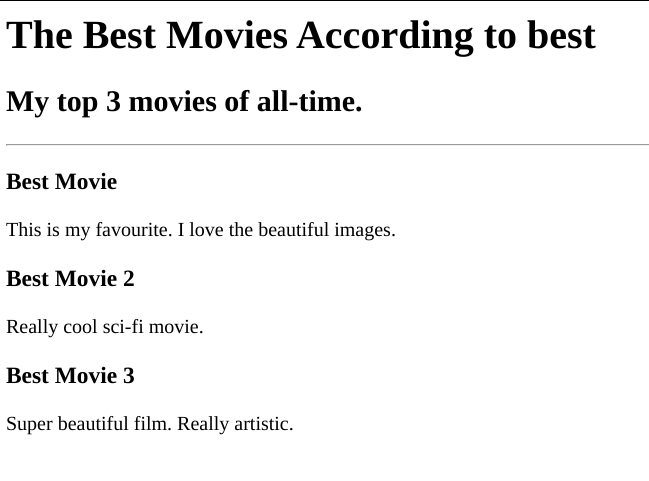 The Best Movies According to best
My top 3 movies of all-time.
Best Movie
This is my favourite. I love the beautiful images.
Best Movie 2
Really cool sci-fi movie.
Best Movie 3
Super beautiful film. Really artistic.